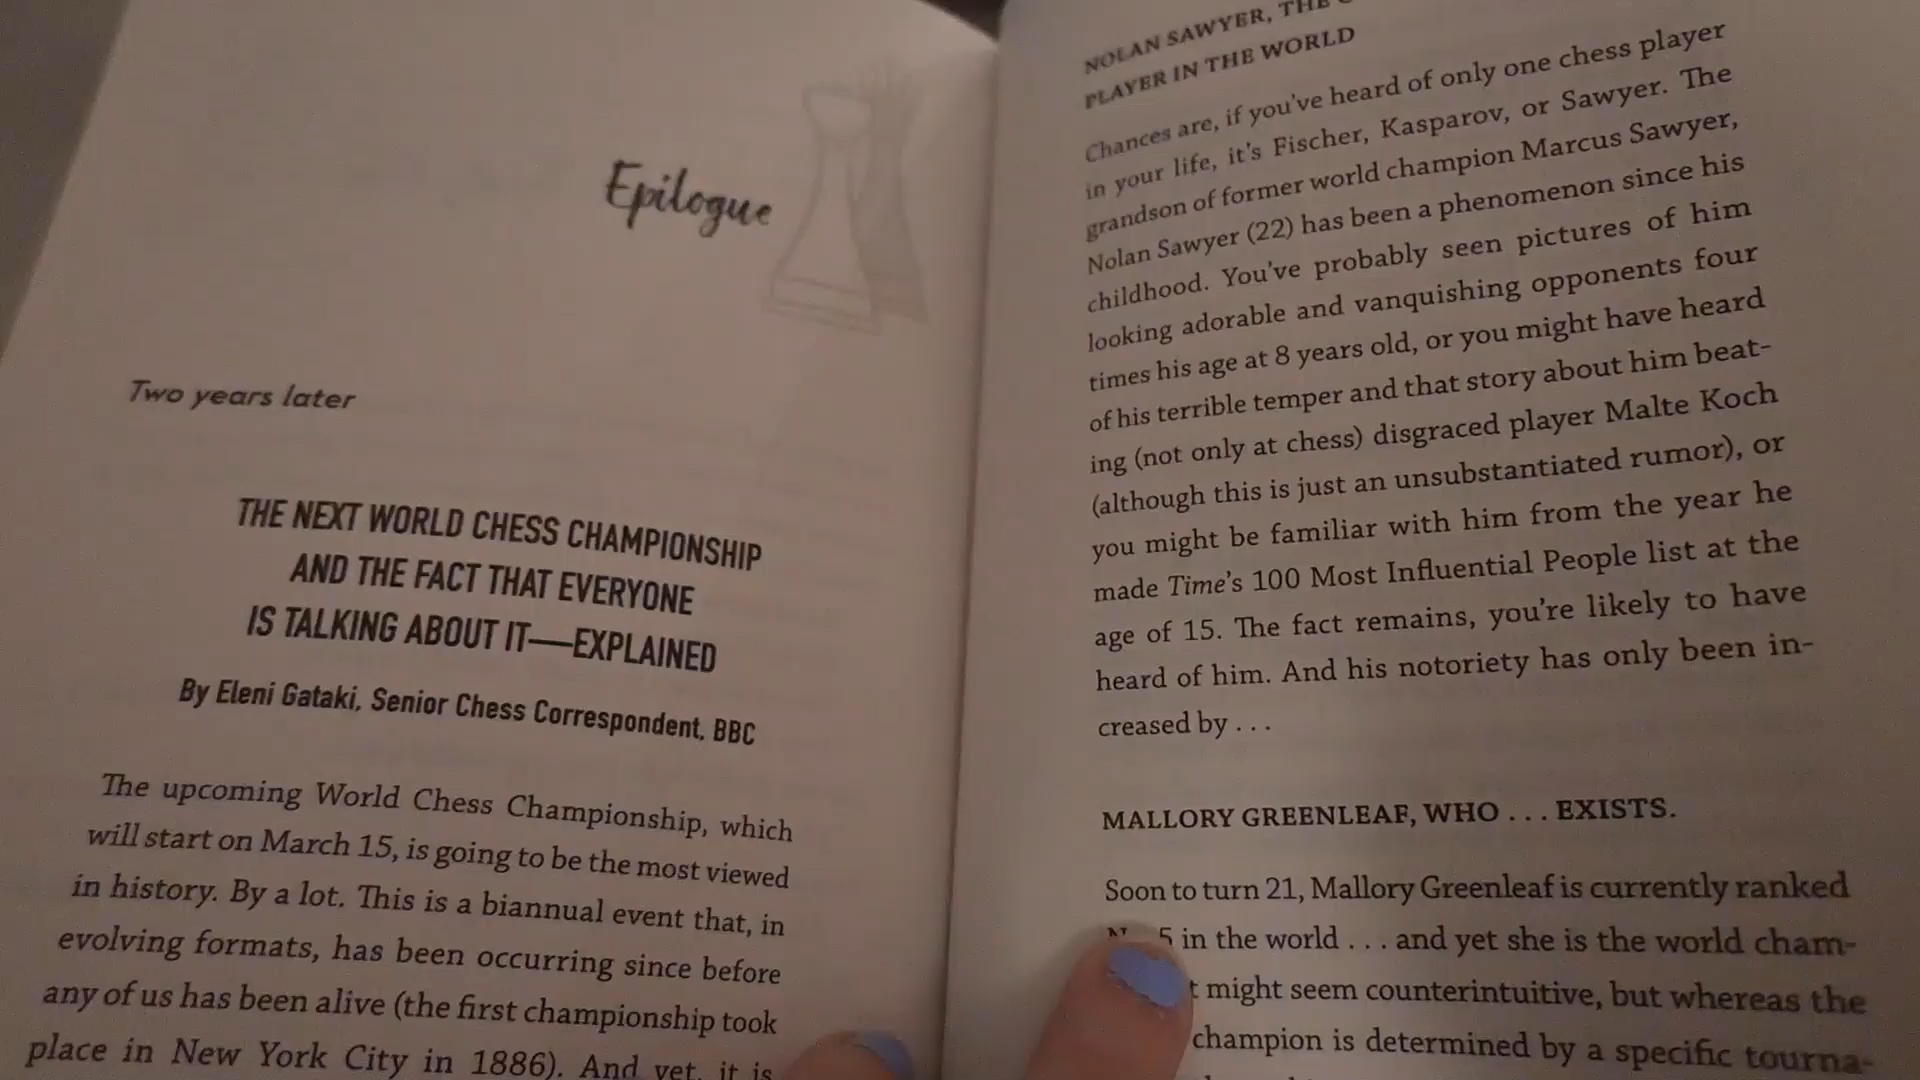 Epilogue
Two years later
THE NEXT WORLD CHESS CHAMPIONSHIP
AND THE FACT THAT EVERYONE
IS TALKING ABOUT IT—EXPLAINED
By Eleni Gataki, Senior Chess Correspondent, BBC
The upcoming World Chess Championship, which
will start on March 15, is going to be the most viewed
in history. By a lot. This is a biannual event that, in
evolving formats, has been occurring since before
any of us has been alive (the first championship took
place in New York City in 1886). And yet, it is
NOLAN SAWYER, THE
PLAYER IN THE WORLD
Chances are, if you've heard of only one chess player
in your life, it's Fischer, Kasparov, or Sawyer. The
grandson of former world champion Marcus Sawyer,
Nolan Sawyer (22) has been a phenomenon since his
childhood. You've probably seen pictures of him
looking adorable and vanquishing opponents four
times his age at 8 years old, or you might have heard
of his terrible temper and that story about him beat-
ing (not only at chess) disgraced player Malte Koch
(although this is just an unsubstantiated rumor), or
you might be familiar with him from the year he
made Time's 100 Most Influential People list at the
age of 15. The fact remains, you're likely to have
heard of him. And his notoriety has only been in-
creased by . . .
MALLORY GREENLEAF, WHO . . . EXISTS.
Soon to turn 21, Mallory Greenleaf is currently ranked
5 in the world . . . and yet she is the world cham-
might seem counterintuitive, but whereas the
champion is determined by a specific tourna-